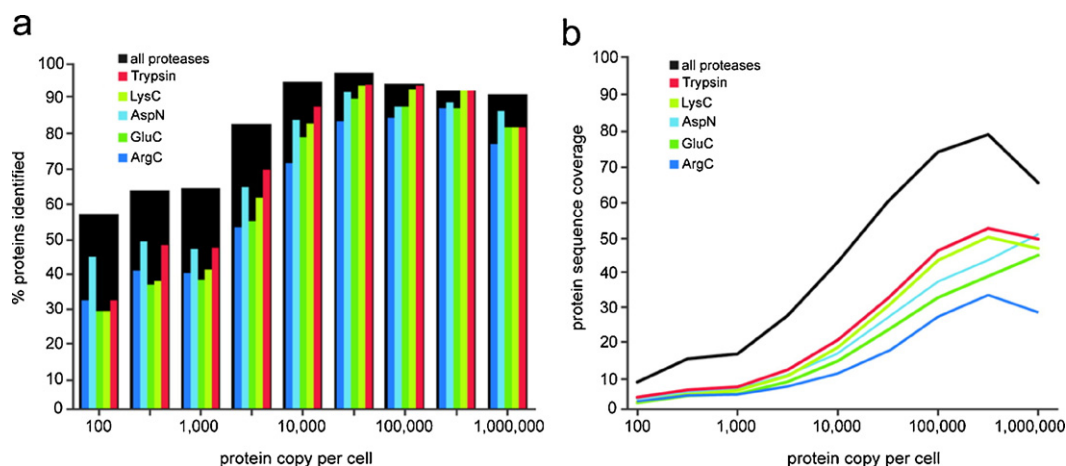 a
% proteins identified
100
90
80
70
60
50
40
30
20
10
0
all proteases
Trypsin
LysC
AspN
GluC
ArgC
100
1,000
10,000
100,000
1,000,000
protein copy per cell
b
protein sequence coverage
100
90
80
70
60
50
40
30
20
10
0
all proteases
Trypsin
LysC
AspN
GluC
ArgC
100
1,000
10,000
100,000
1,000,000
protein copy per cell